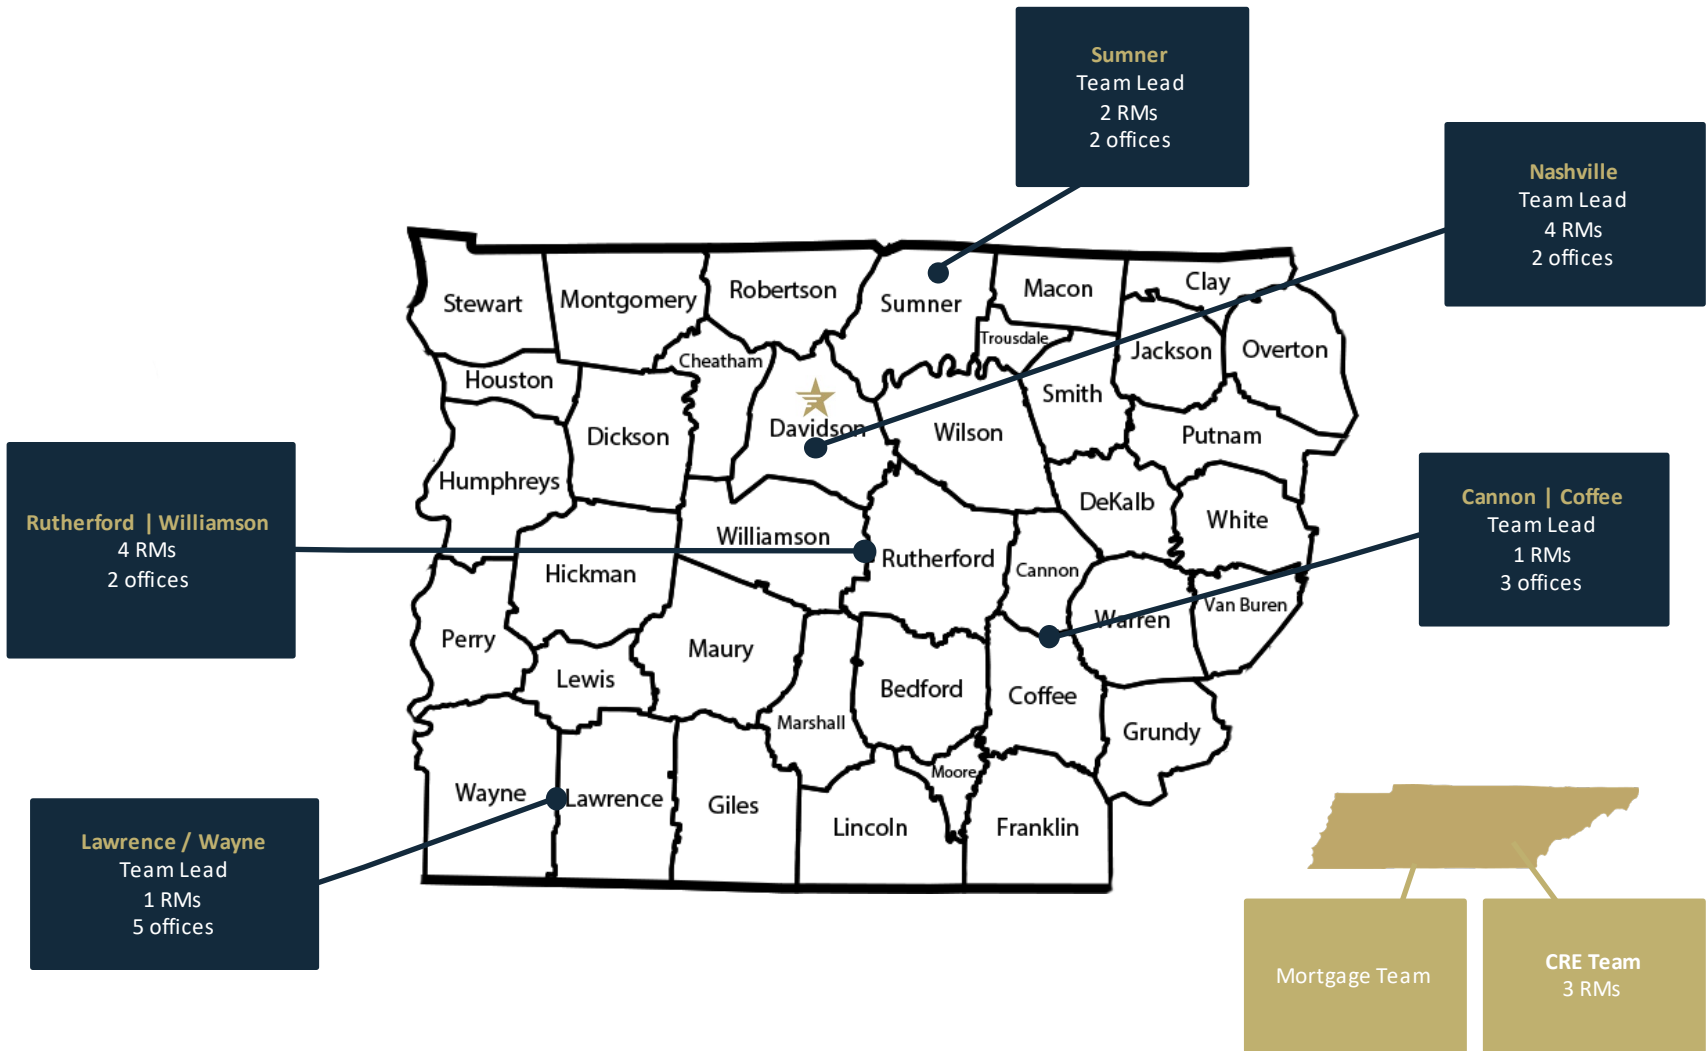 Sumner
Team Lead
2 RMs
2 offices
Nashville
Team Lead
4 RMs
2 offices
Stewart
Montgomery
Robertson
Sumner
Macon
Clay
Trousdale
Cheatham
Houston
Jackson
Overton
Smith
Dickson
Davidson
Wilson
Putnam
Humphreys
DeKalb
White
Rutherford | Williamson
4 RMs
2 offices
Cannon | Coffee
Team Lead
1 RMs
3 offices
Williamson
Rutherford
Hickman
Cannon
Van Buren
Warren
Perry
Maury
Lewis
Bedford
Coffee
Marshall
Grundy
Moore
Wayne
Lawrence
Giles
Lincoln
Franklin
Lawrence / Wayne
Team Lead
1 RMs
5 offices
Mortgage Team
CRE Team
3 RMs